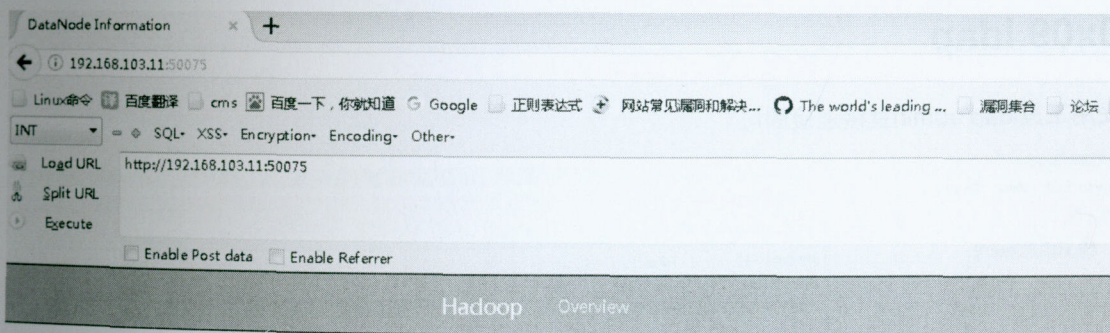 DataNode Information × +
192.168.103.11:50075
Linux命令 百度翻译 cms 百度一下，你就知道 G Google 正则表达式 网站常见漏洞和解决... The world's leading ... 漏洞集合 论坛
INT SQL- XSS- Encryption- Encoding- Other-
Load URL http://192.168.103.11:50075
Split URL
Execute
Enable Post data Enable Referrer
Hadoop Overview